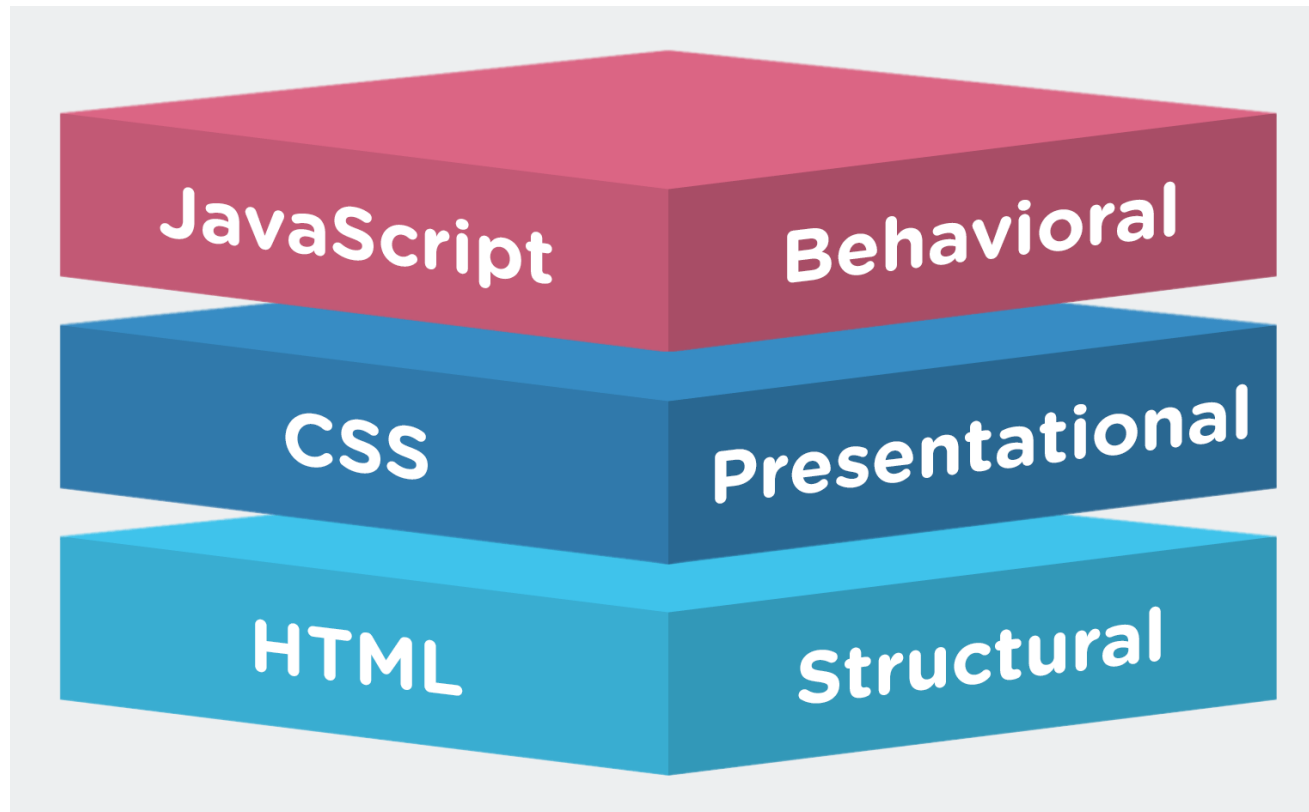 JavaScript
Behavioral
CSS
Presentational
HTML
Structural